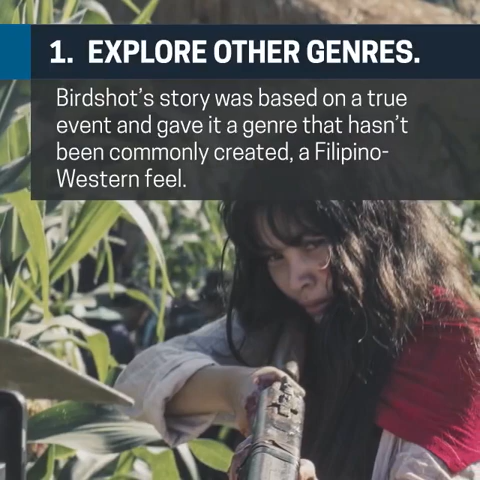 1. EXPLORE OTHER GENRES.
Birdshot's story was based on a true
event and gave it a genre that hasn't
been commonly created, a Filipino-
Western feel.